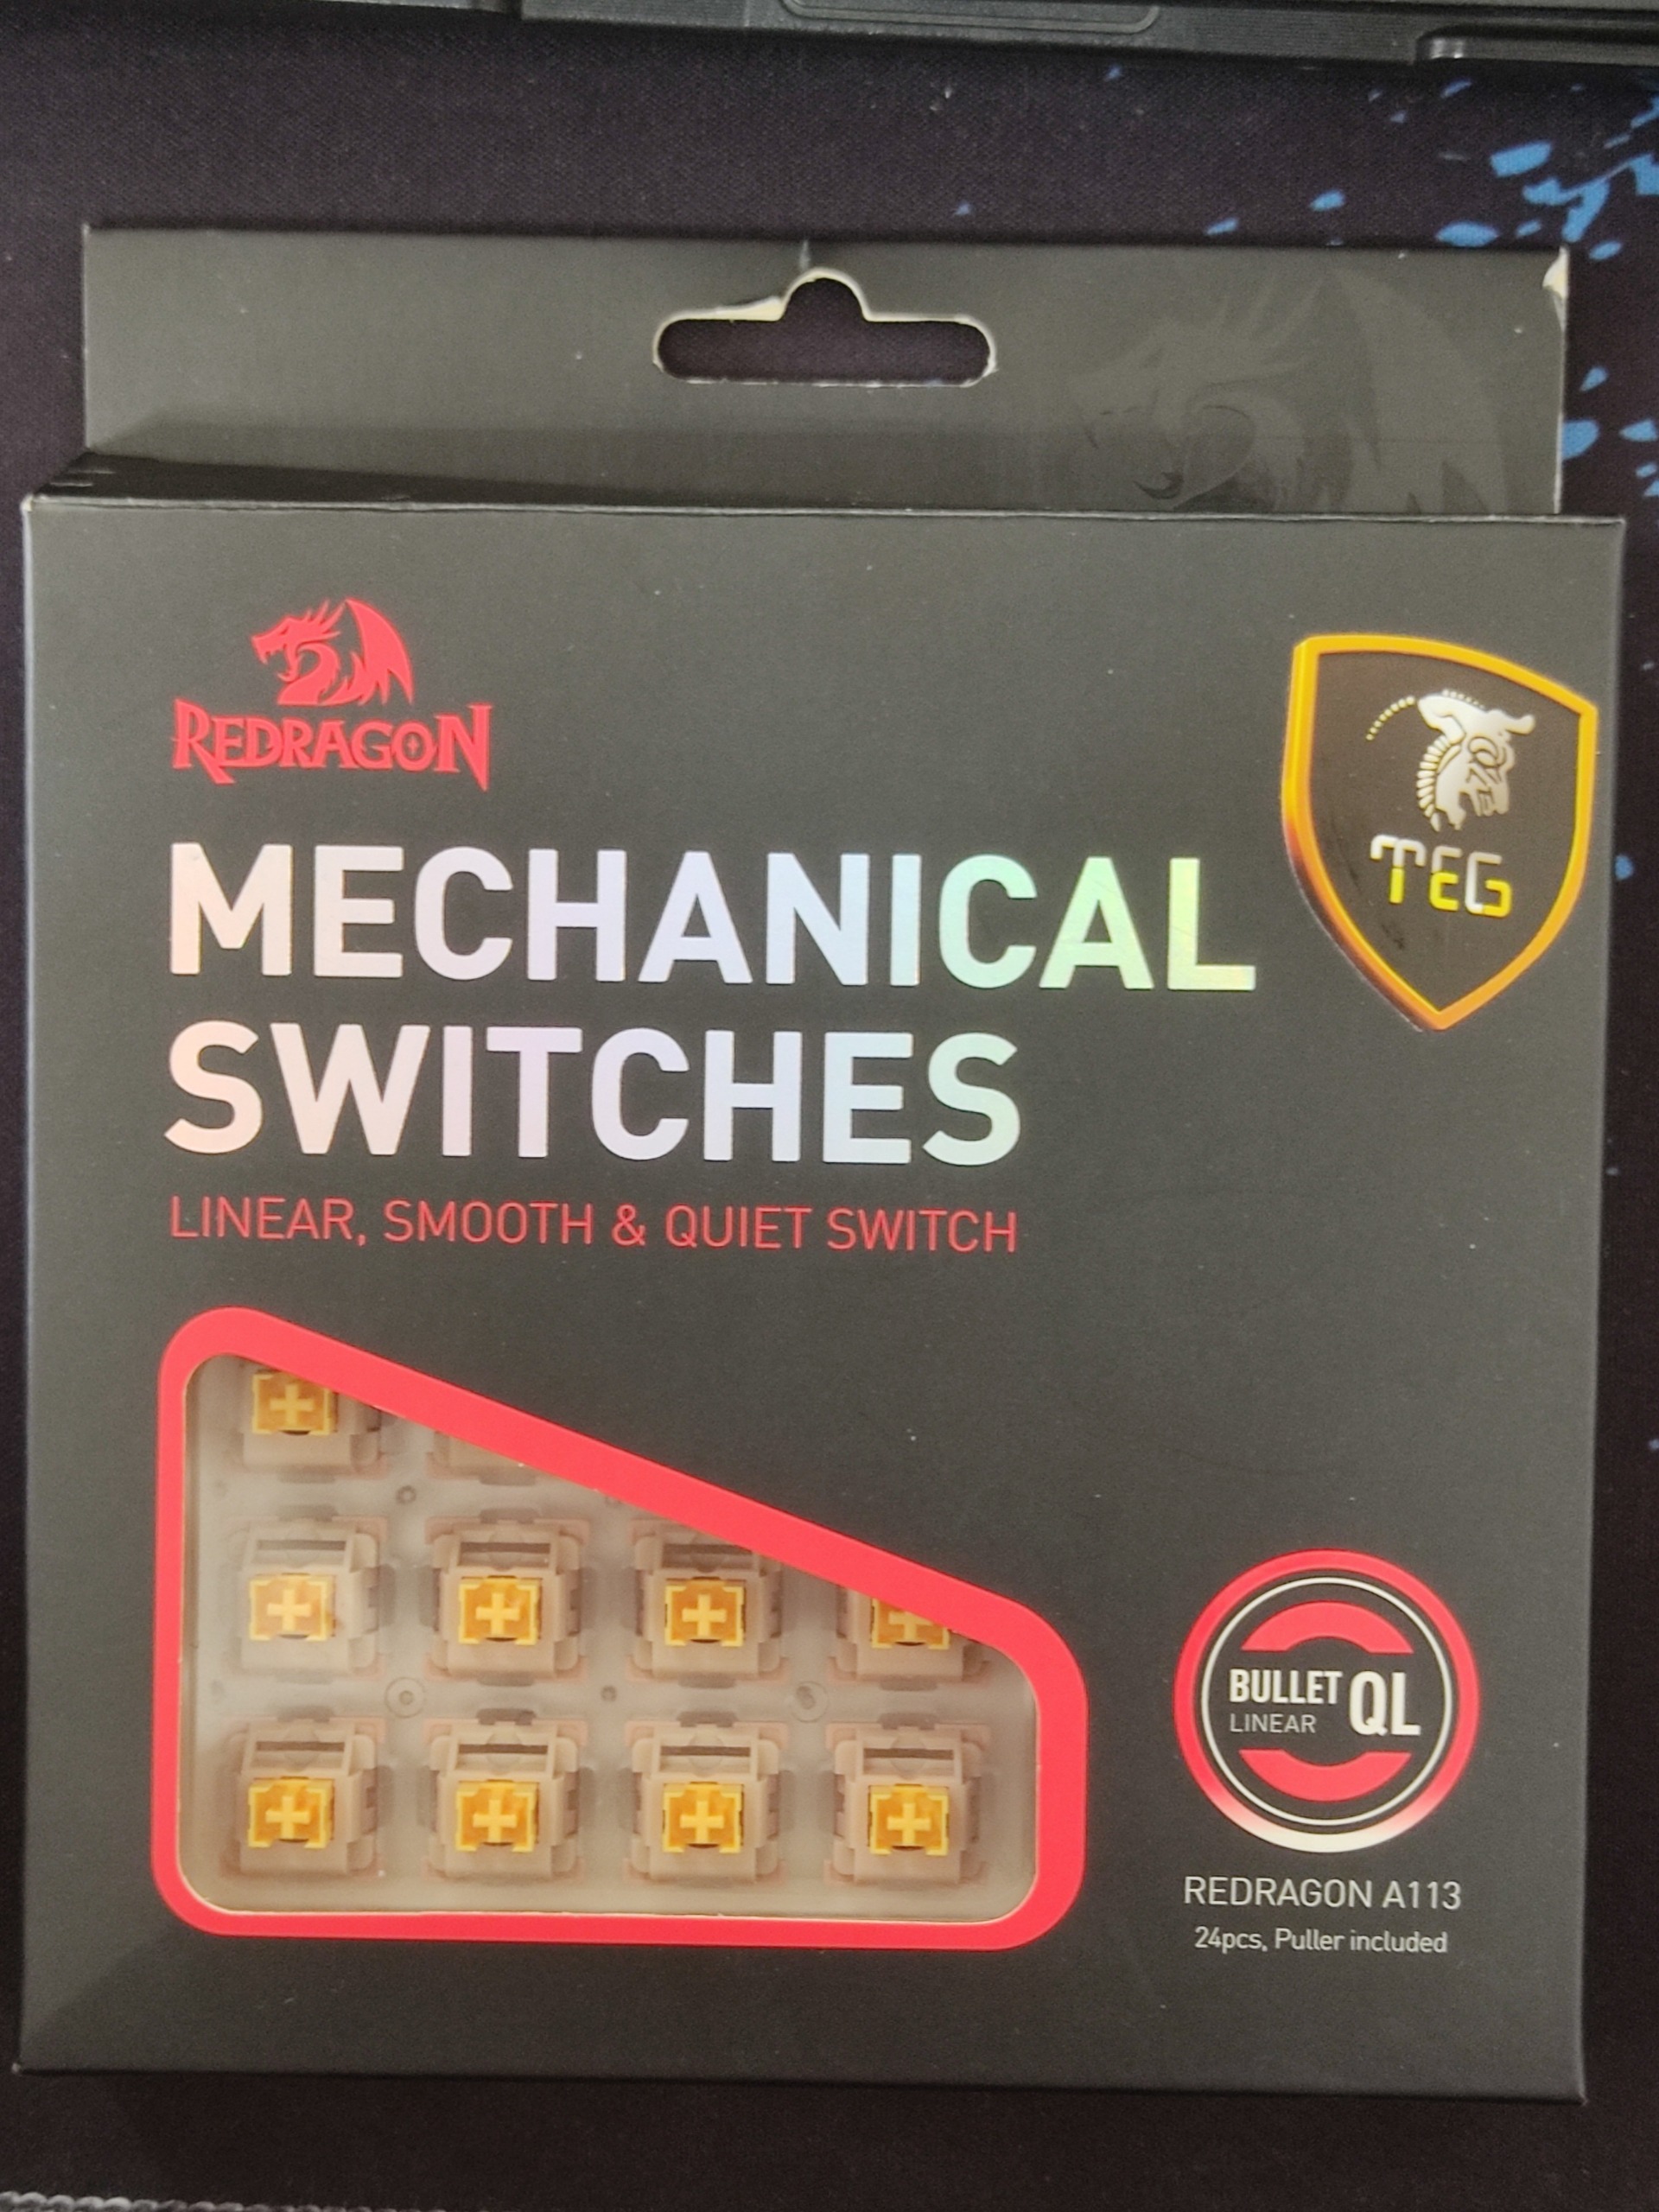 REDRAGON
TEG
MECHANICAL
SWITCHES
LINEAR, SMOOTH & QUIET SWITCH
BULLET QL
LINEAR
REDRAGON A113
24pcs, Puller included